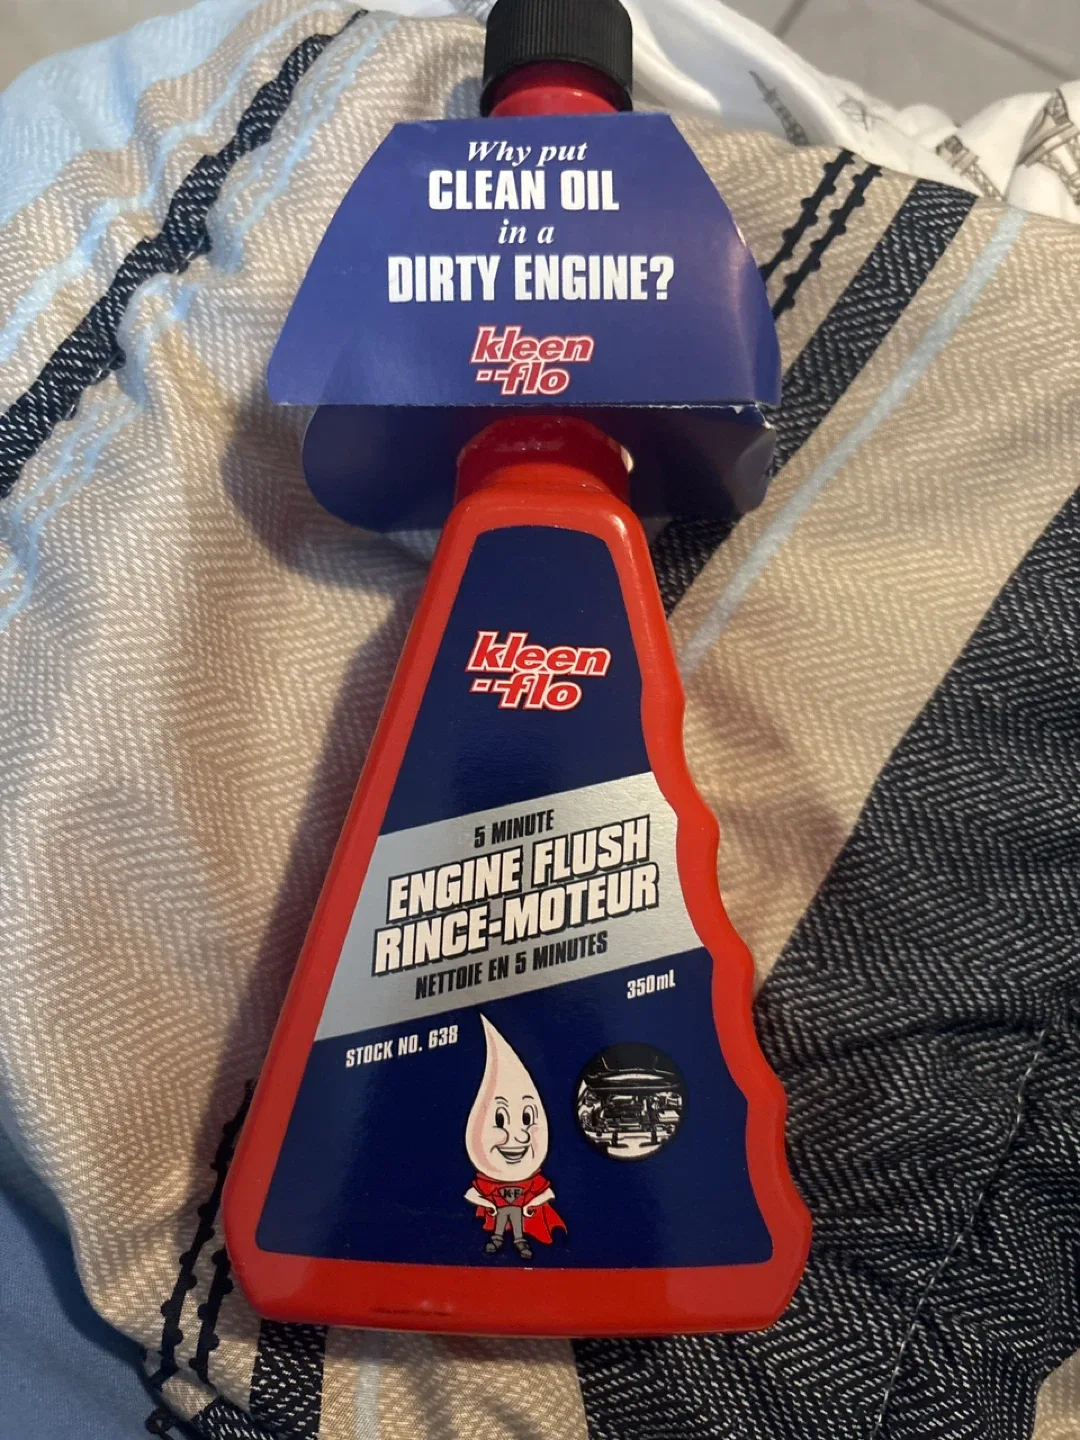 Why put
CLEAN OIL
in a
DIRTY ENGINE?
kleen
-flo
kleen
-flo
5 MINUTE
ENGINE FLUSH
RINCE-MOTEUR
NETTOIE EN 5 MINUTES
350mL
STOCK NO. 638
K-F